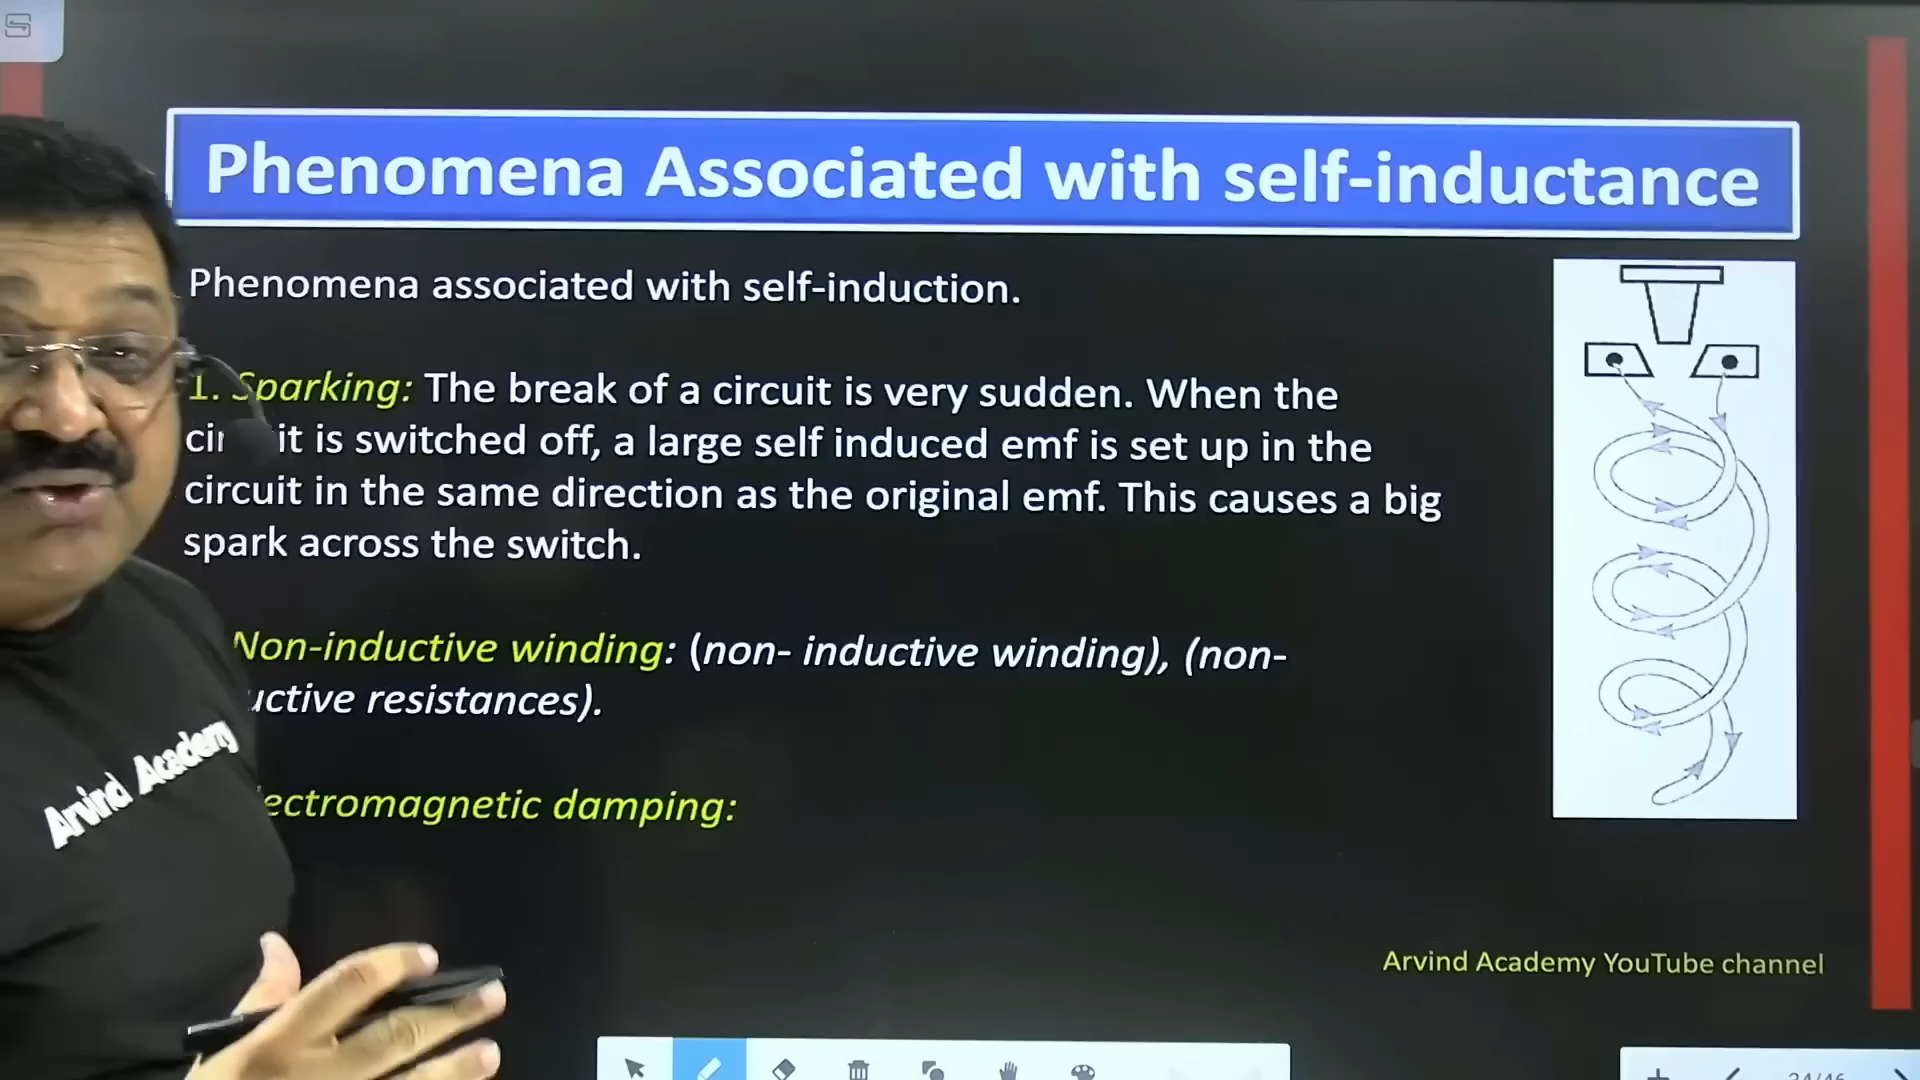 Phenomena Associated with self-inductance
Phenomena associated with self-induction.
1. Sparking: The break of a circuit is very sudden. When the
cir it is switched off, a large self induced emf is set up in the
circuit in the same direction as the original emf. This causes a big
spark across the switch.
Non-inductive winding: (non- inductive winding), (non-
uctive resistances).
ectromagnetic damping:
Arvind Academy
Arvind Academy YouTube channel